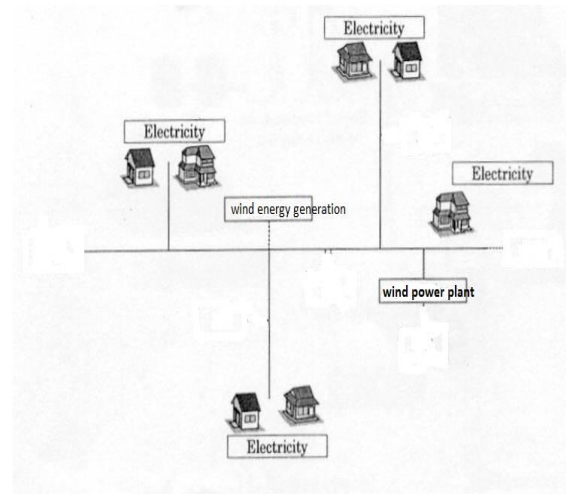 Electricity
Electricity
Electricity
wind energy generation
wind power plant
Electricity